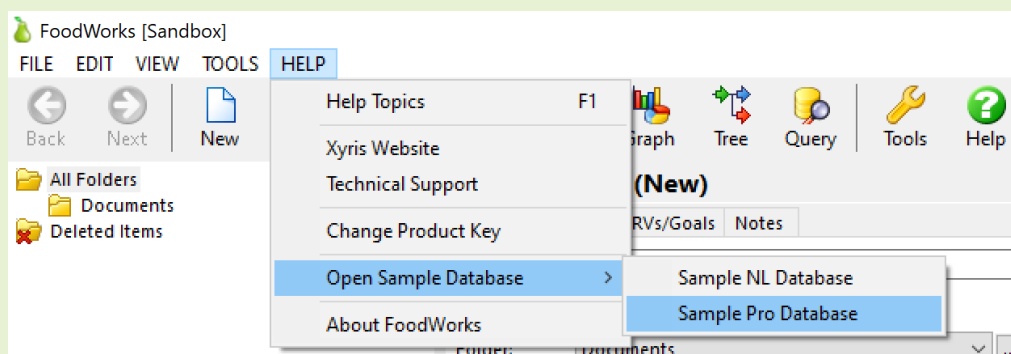 FoodWorks [Sandbox]
FILE EDIT VIEW TOOLS HELP
Back Next New Graph Tree Query Tools Help
Help Topics F1
Xyris Website
Technical Support
Change Product Key
Open Sample Database
About FoodWorks
Sample NL Database
Sample Pro Database
All Folders
Documents
Deleted Items
(New)
RVs/Goals Notes
Folder: Documents